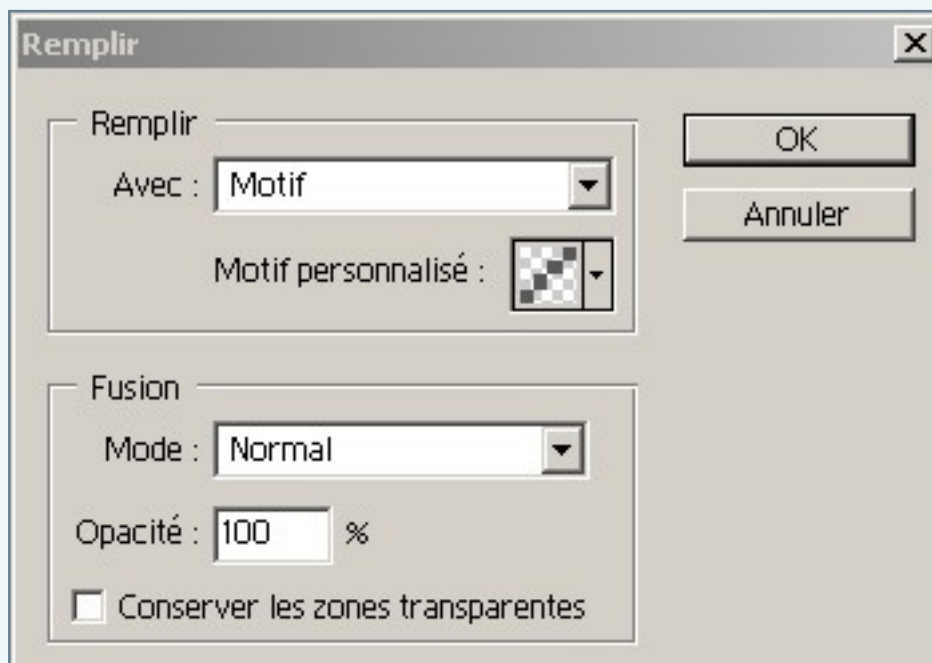 Remplir
Remplir
Avec : Motif
Motif personnalisé :
OK
Annuler
Fusion
Mode : Normal
Opacité : 100 %
Conserver les zones transparentes